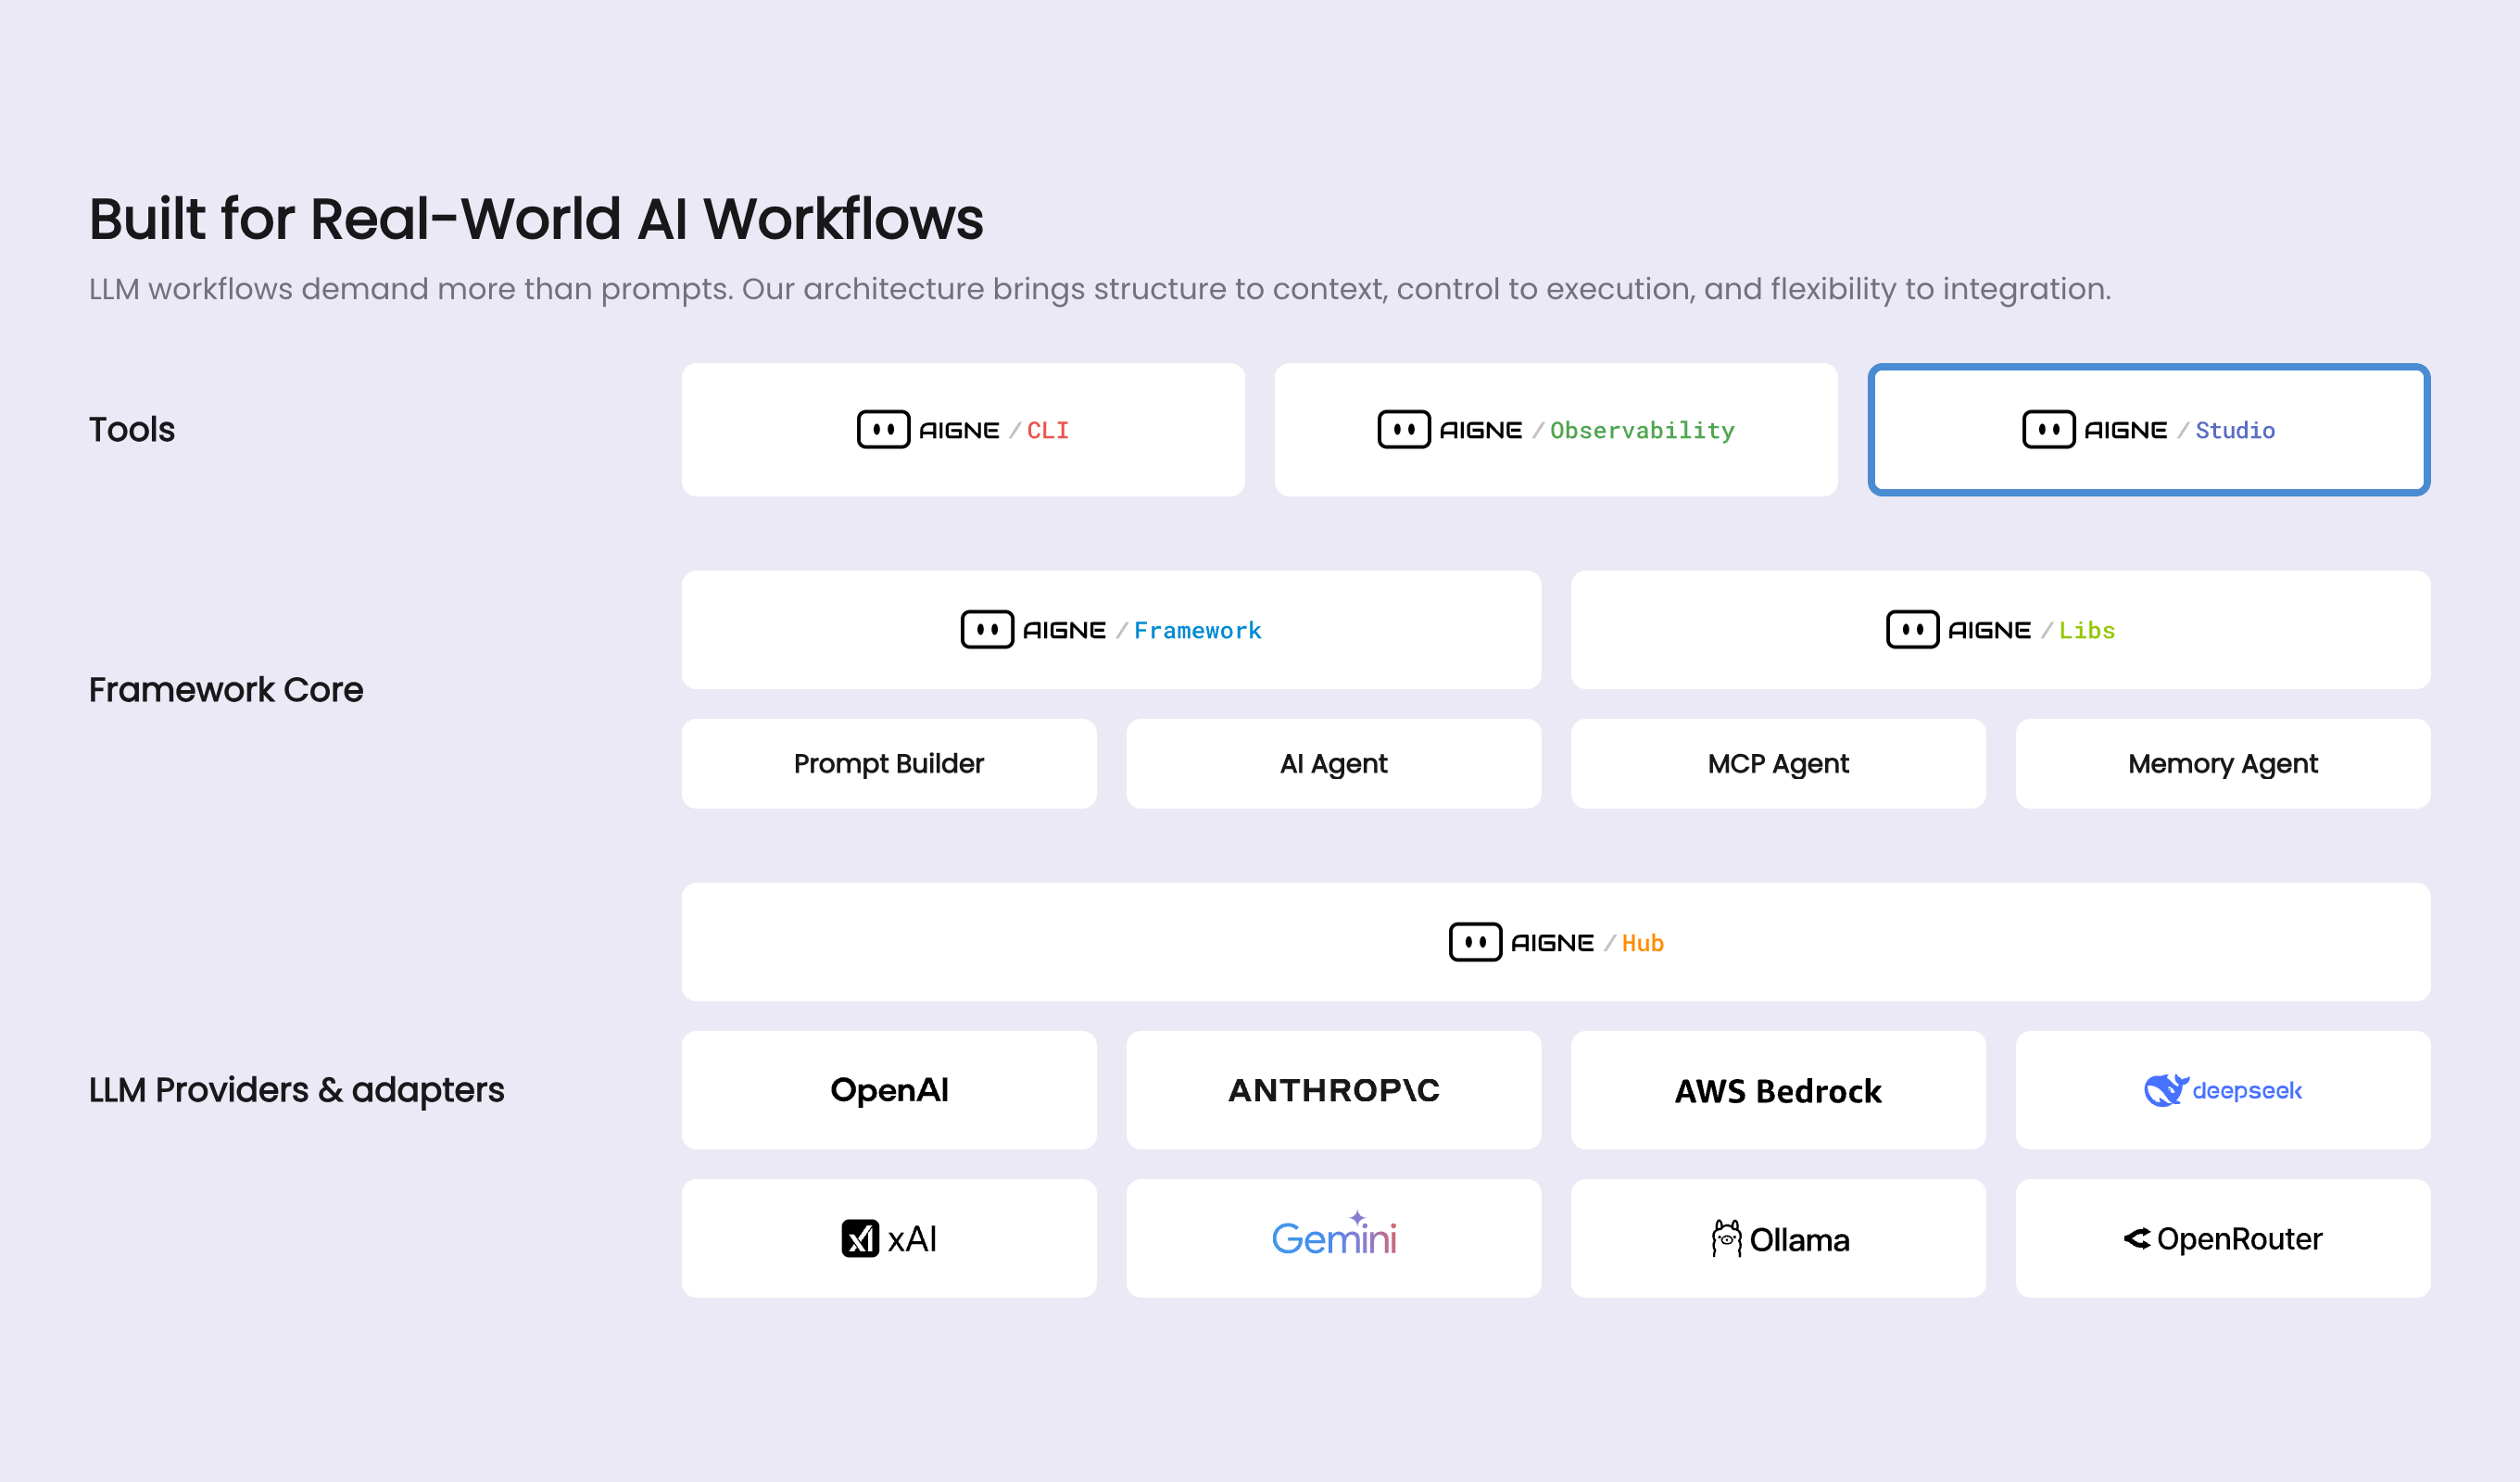 Built for Real-World AI Workflows
LLM workflows demand more than prompts. Our architecture brings structure to context, control to execution, and flexibility to integration.
Tools
AIGNE / CLI
AIGNE / Observability
AIGNE / Studio
Framework Core
AIGNE / Framework
AIGNE / Libs
Prompt Builder
AI Agent
MCP Agent
Memory Agent
LLM Providers & adapters
AIGNE / Hub
OpenAI
ANTHROP\C
AWS Bedrock
deepseek
xAI
Gemini
Ollama
OpenRouter